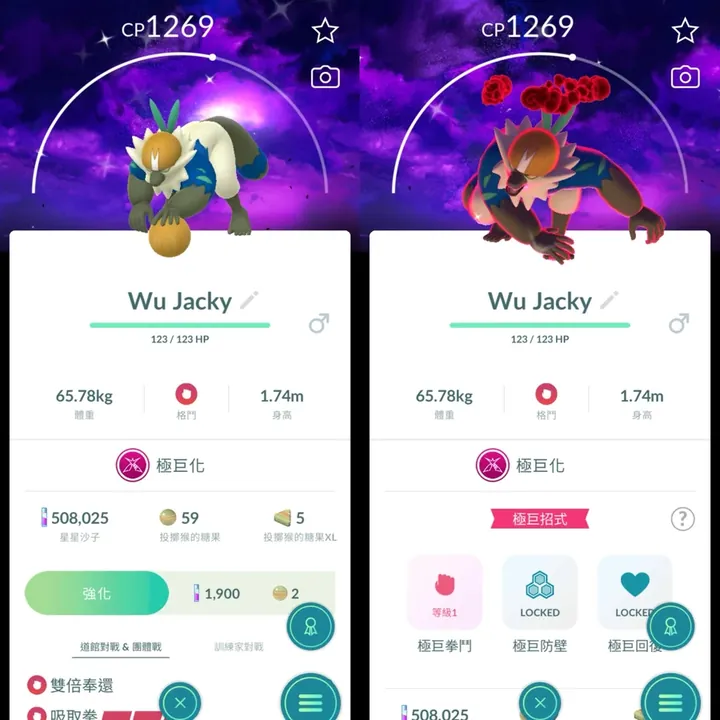 CP1269
Wu Jacky
123 / 123 HP
65.78kg
體重
格鬥
1.74m
身高
極巨化
508,025
星星沙子
59
投擲猴的糖果
5
投擲猴的糖果XL
強化
1,900
2
道館對戰 & 團體戰
訓練家對戰
雙倍奉還
吸取拳
CP1269
Wu Jacky
123 / 123 HP
65.78kg
體重
格鬥
1.74m
身高
極巨化
極巨招式
?
等級1
極巨拳鬥
LOCKED
極巨防壁
LOCKED
極巨回復
508,025